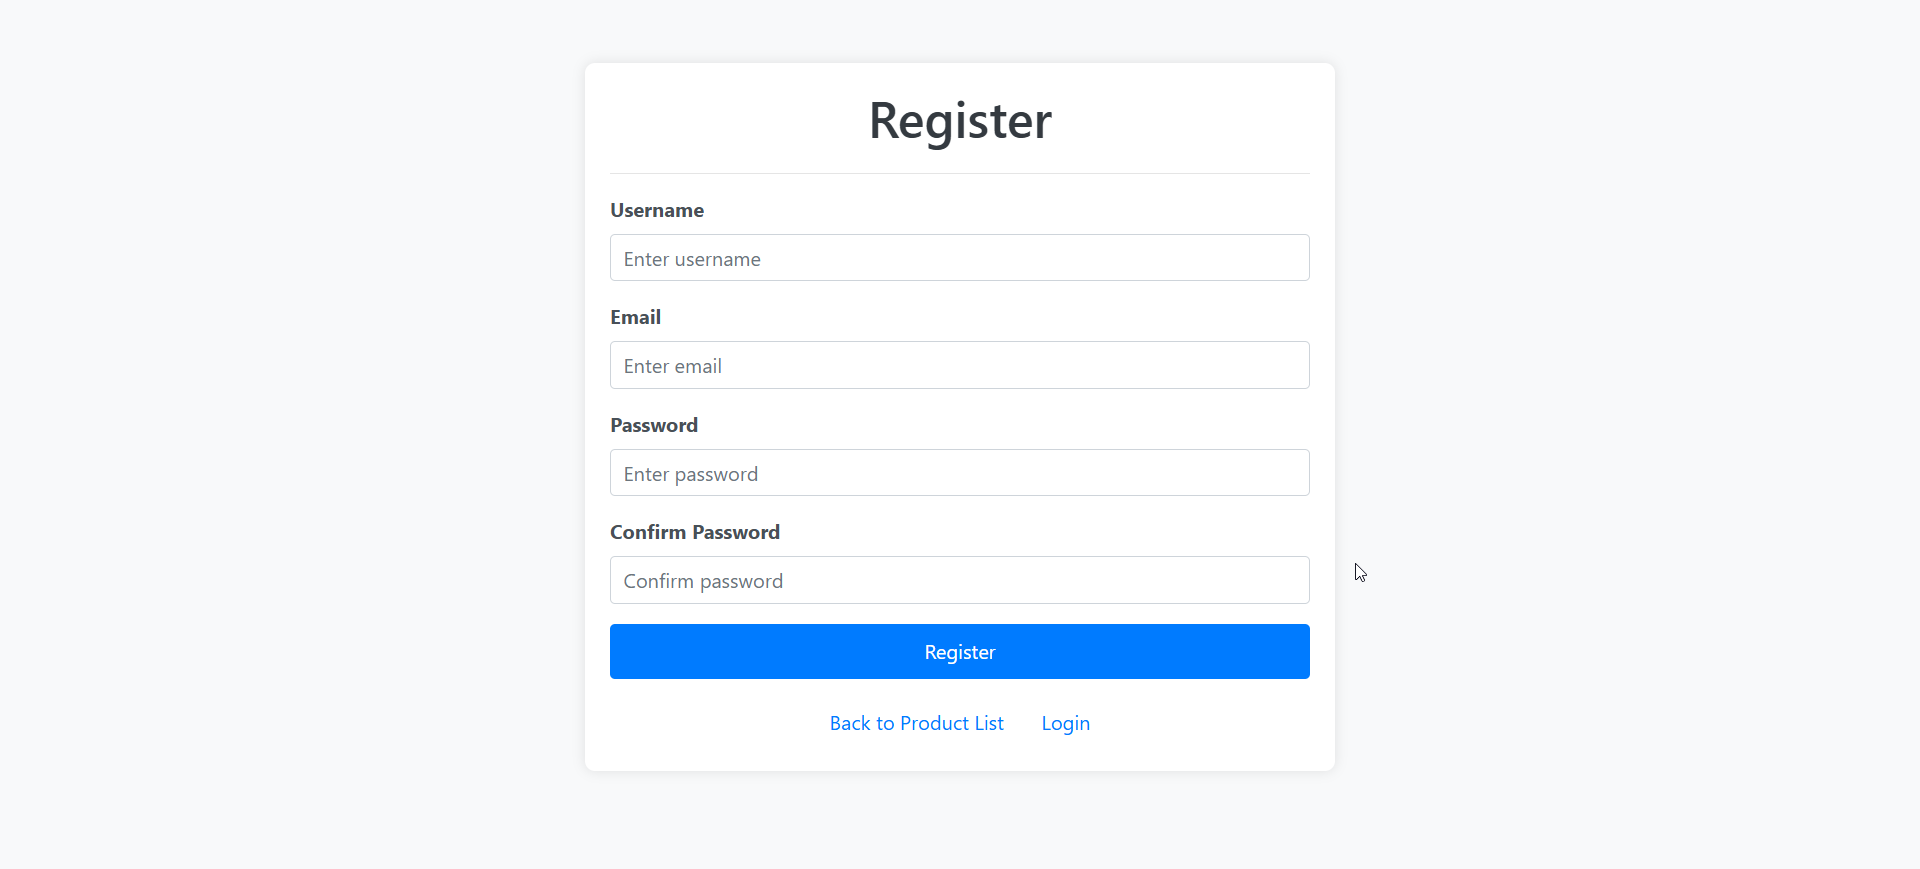 Register
Username
Enter username
Email
Enter email
Password
Enter password
Confirm Password
Confirm password
Register
Back to Product List Login